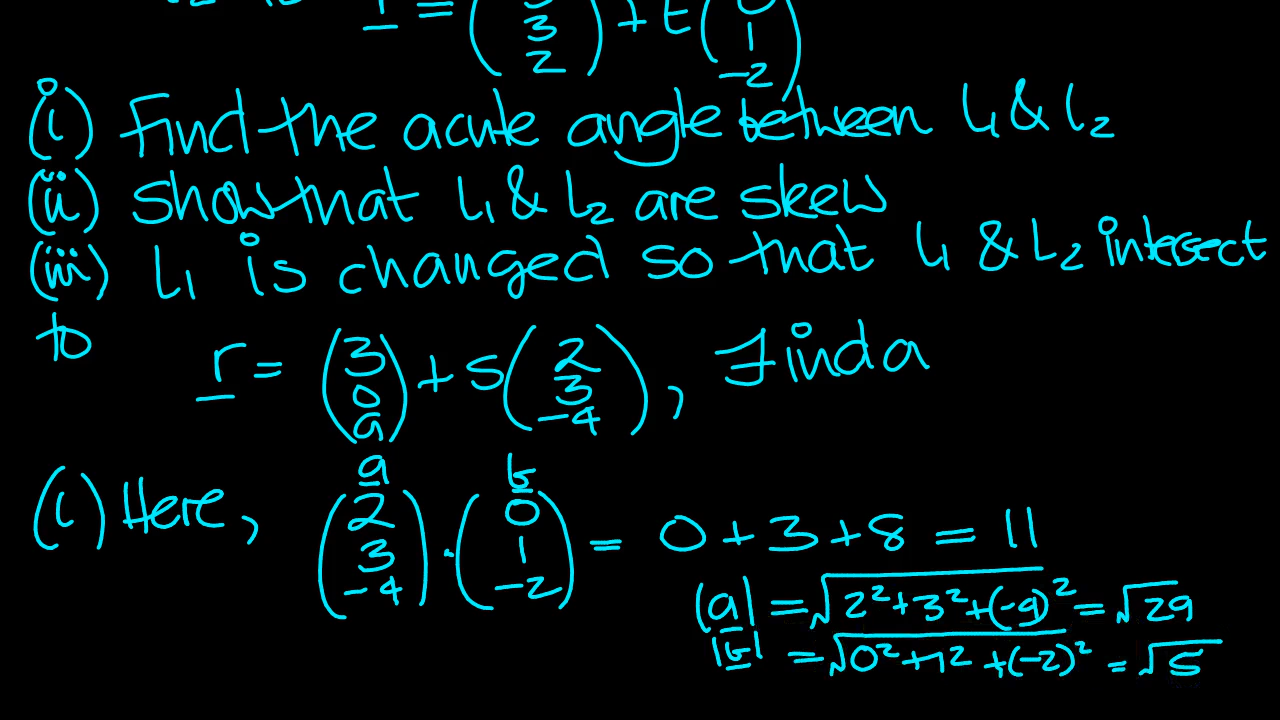 r = ( 3 2 ) + t ( 0 1 -2 )
(i) Find the acute angle between L₁ & L₂
(ii) Show that L₁ & L₂ are skew
(iii) L₁ is changed so that L₁ & L₂ intersect
to
r = ( 3 0 a ) + s ( 2 3 -4 ), Find a
a b
(i) Here, ( 2 3 -4 ) · ( 0 1 -2 ) = 0 + 3 + 8 = 11
|a| = √2²+3²+(-4)² = √29
|b| = √0²+1²+(-2)² = √5